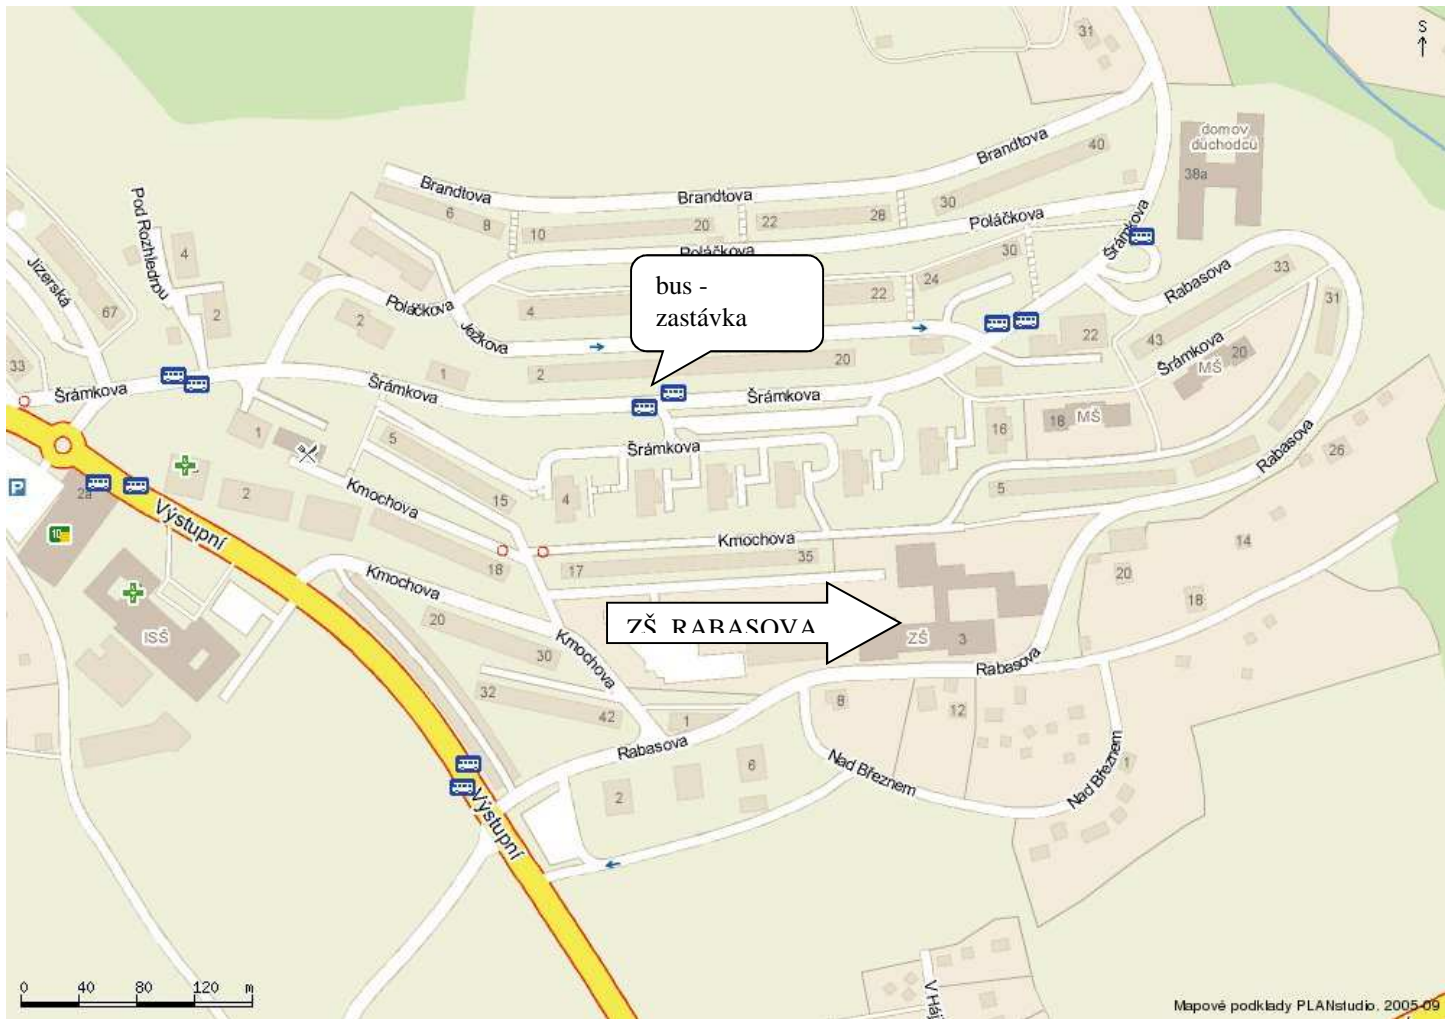 31
S
domov
důchodců
38a
Brandtova
40
Brandtova
Brandtova
6
8
10
20
22
28
30
Poláčkova
Poláčkova
Šrámkova
Pod Rozhlednou
4
2
Jizerská
67
33
bus -
zastávka
30
24
22
4
Poláčkova
2
Ježkova
Rabasova
33
31
43
22
Šrámkova
20
MŠ
1
2
20
Šrámkova
Šrámkova
Šrámkova
18
MŠ
16
1
5
Šrámkova
Rabasova
26
2a
2
15
4
5
Kmochova
Výstupní
P
10
Kmochova
18
17
35
Kmochova
14
20
18
20
30
Kmochova
ISŠ
ZŠ RABASOVA
ZŠ
3
Rabasova
32
42
1
8
12
Rabasova
6
2
Nad Březnem
Nad Březnem
1
Výstupní
V Háj
0 40 80 120 m
Mapové podklady PLANstudio. 2005-09